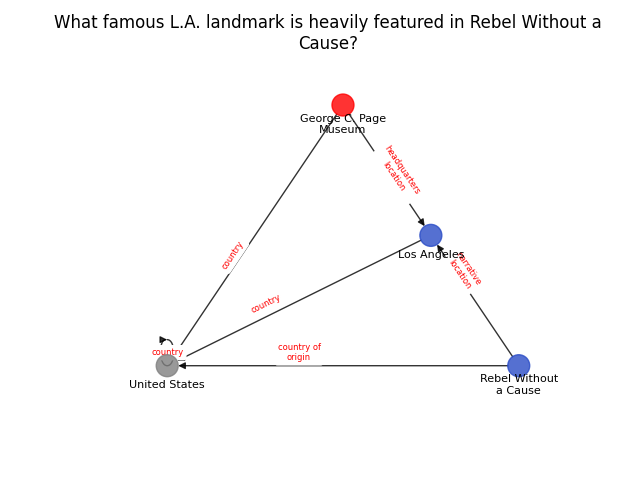 What famous L.A. landmark is heavily featured in Rebel Without a
Cause?
George C. Page
Museum
headquarters
location
country
Los Angeles
narrative
location
country
country of
origin
country
United States
Rebel Without
a Cause